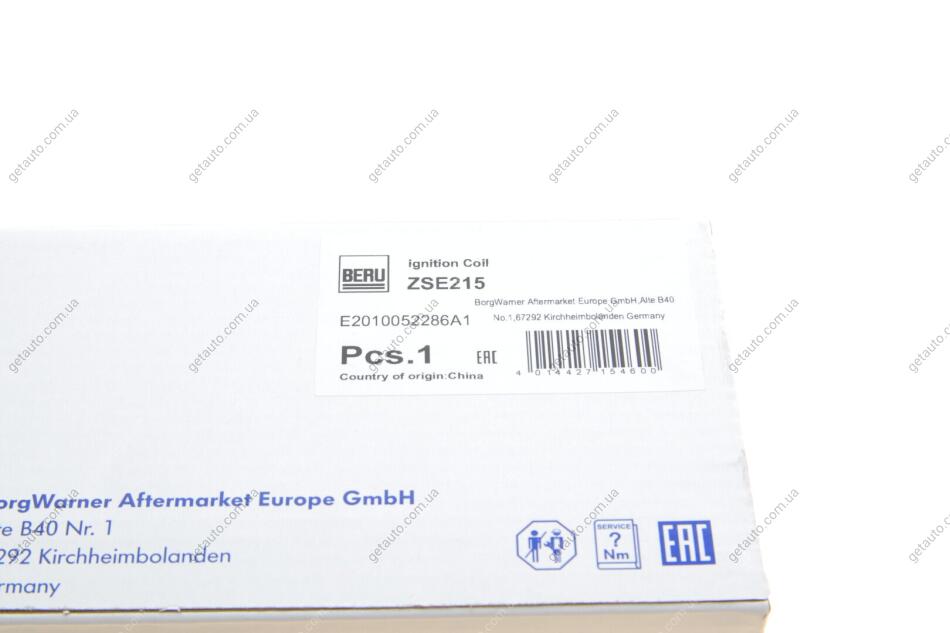 BERU
ignition Coil
ZSE215
BorgWarner Aftermarket Europe GmbH,Alte B40
No.1,67292 Kirchheimbolanden Germany
E2010052286A1
Pcs.1
EAC
4 014427 154600
Country of origin:China
orgWarner Aftermarket Europe GmbH
te B40 Nr. 1
292 Kirchheimbolanden
rmany
SERVICE
?
Nm
EAC
getauto.com.ua